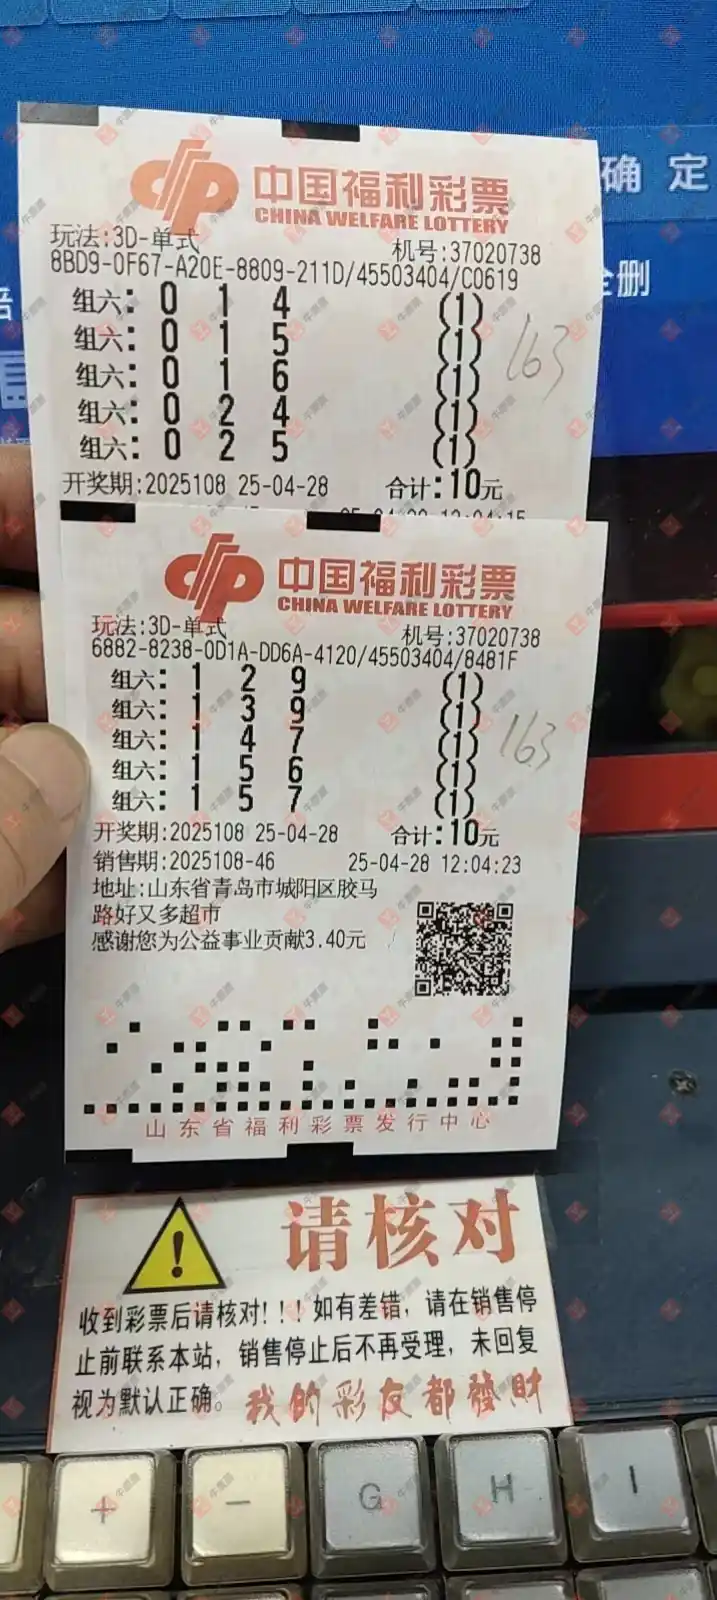 确 定
全删
中国福利彩票
CHINA WELFARE LOTTERY
玩法:3D-单式 机号:37020738
8BD9-0F67-A20E-8809-211D/45503404/C0619
组六: 0 1 4 (1)
组六: 0 1 5 (1)
组六: 0 1 6 (1)
组六: 0 2 4 (1)
组六: 0 2 5 (1)
163
开奖期:2025108 25-04-28 合计:10元
25-04-28 12:04:15
中国福利彩票
CHINA WELFARE LOTTERY
玩法:3D-单式 机号:37020738
6882-8238-0D1A-DD6A-4120/45503404/8481F
组六: 1 2 9 (1)
组六: 1 3 9 (1)
组六: 1 4 7 (1)
组六: 1 5 6 (1)
组六: 1 5 7 (1)
163
开奖期:2025108 25-04-28 合计:10元
销售期:2025108-46 25-04-28 12:04:23
地址:山东省青岛市城阳区胶马
路好又多超市
感谢您为公益事业贡献3.40元
山东省福利彩票发行中心
请核对
收到彩票后请核对!!!如有差错，请在销售停
止前联系本站，销售停止后不再受理，未回复
视为默认正确。我的彩友都發財
+ - G H I